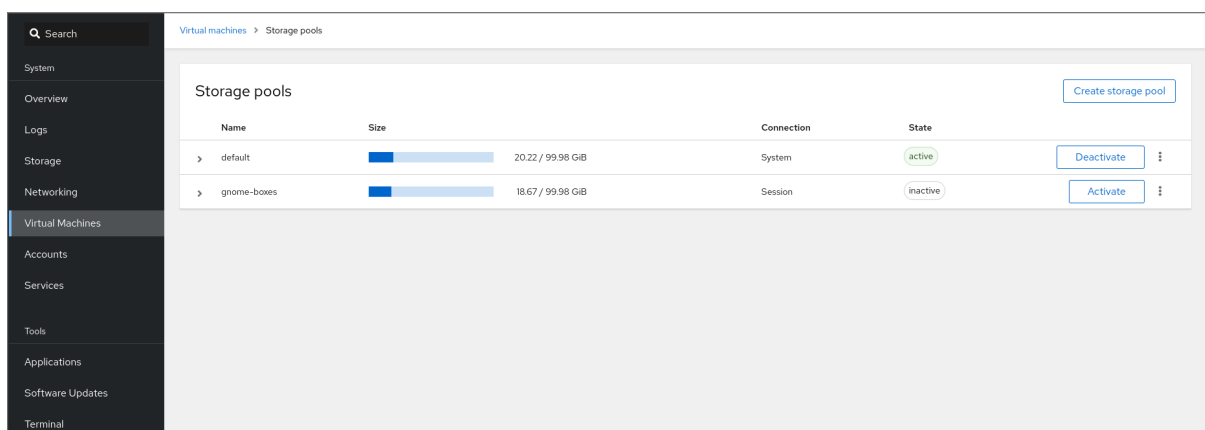 Search
System
Overview
Logs
Storage
Networking
Virtual Machines
Accounts
Services
Tools
Applications
Software Updates
Terminal
Virtual machines > Storage pools
Storage pools
Create storage pool
Name Size Connection State
default 20.22 / 99.98 GiB System active Deactivate
gnome-boxes 18.67 / 99.98 GiB Session inactive Activate